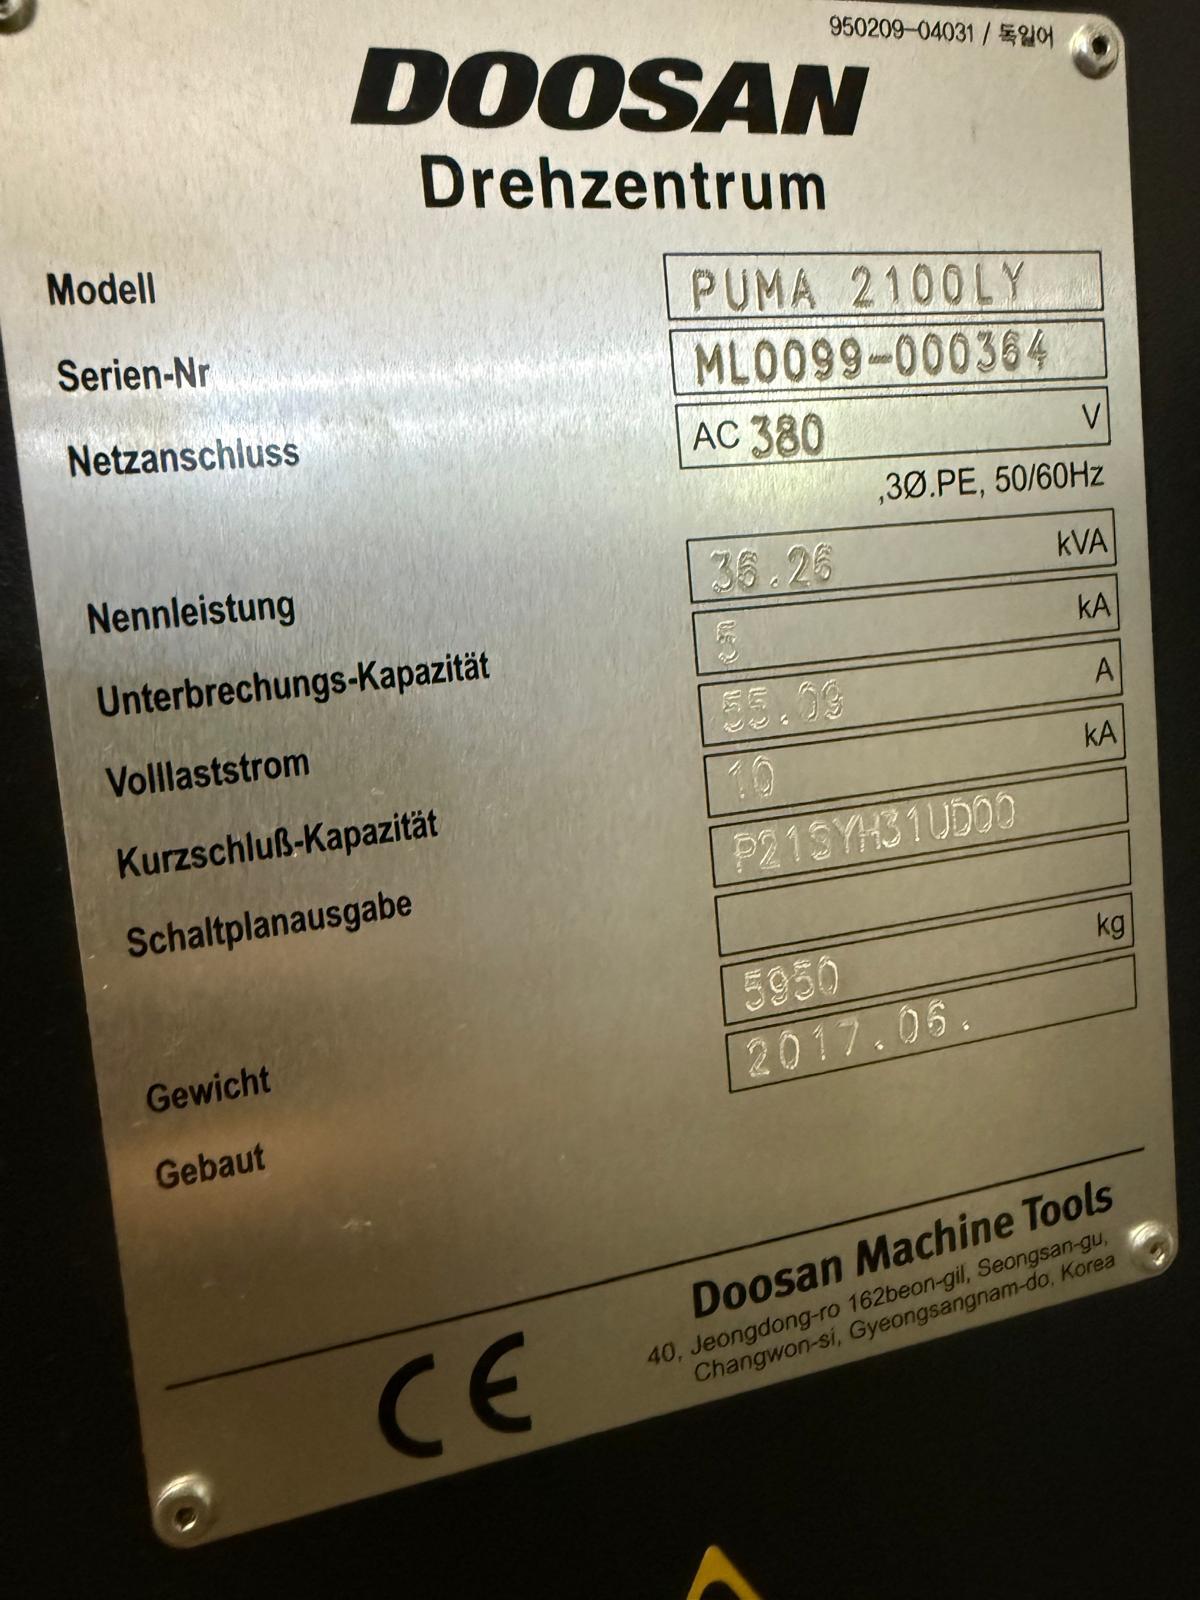 950209-04031 / 독일어
DOOSAN
Drehzentrum
Modell PUMA 2100LY
Serien-Nr ML0099-000364
Netzanschluss AC 380 V
,3Ø.PE, 50/60Hz
Nennleistung 36.26 kVA
Unterbrechungs-Kapazität 5 kA
Volllaststrom 55.09 A
Kurzschluß-Kapazität 10 kA
Schaltplanausgabe P21SYH31UD00
Gewicht 5950 kg
Gebaut 2017.06.
Doosan Machine Tools
40, Jeongdong-ro 162beon-gil, Seongsan-gu,
Changwon-si, Gyeongsangnam-do, Korea
CE